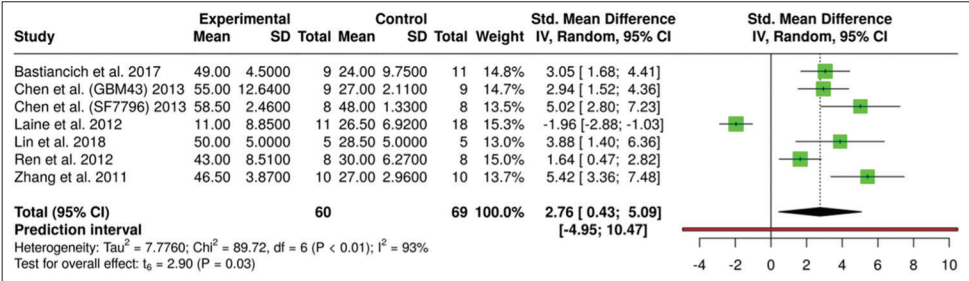 Experimental Control Std. Mean Difference Std. Mean Difference
Study Mean SD Total Mean SD Total Weight IV, Random, 95% CI IV, Random, 95% CI
Bastiancich et al. 2017 49.00 4.5000 9 24.00 9.7500 11 14.8% 3.05 [ 1.68; 4.41]
Chen et al. (GBM43) 2013 55.00 12.6400 9 27.00 2.1100 9 14.7% 2.94 [ 1.52; 4.36]
Chen et al. (SF7796) 2013 58.50 2.4600 8 48.00 1.3300 8 13.5% 5.02 [ 2.80; 7.23]
Laine et al. 2012 11.00 8.8500 11 26.50 6.9200 18 15.3% -1.96 [-2.88; -1.03]
Lin et al. 2018 50.00 5.0000 5 28.50 5.0000 5 13.0% 3.88 [ 1.40; 6.36]
Ren et al. 2012 43.00 8.5100 8 30.00 6.2700 8 15.0% 1.64 [ 0.47; 2.82]
Zhang et al. 2011 46.50 3.8700 10 27.00 2.9600 10 13.7% 5.42 [ 3.36; 7.48]
Total (95% CI) 60 69 100.0% 2.76 [ 0.43; 5.09]
Prediction interval [-4.95; 10.47]
Heterogeneity: Tau² = 7.7760; Chi² = 89.72, df = 6 (P < 0.01); I² = 93%
Test for overall effect: t₆ = 2.90 (P = 0.03)
-4 -2 0 2 4 6 8 10